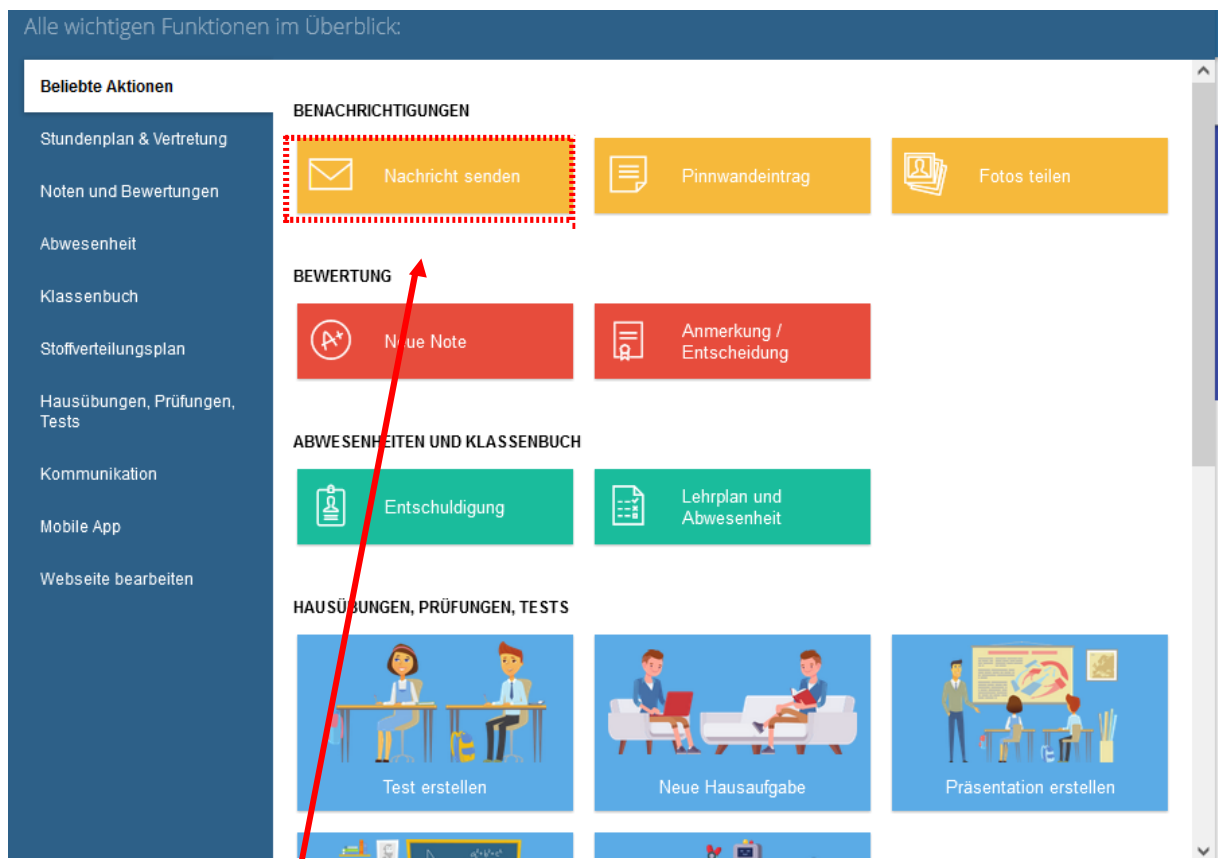 Alle wichtigen Funktionen im Überblick:
Beliebte Aktionen
Stundenplan & Vertretung
Noten und Bewertungen
Abwesenheit
Klassenbuch
Stoffverteilungsplan
Hausübungen, Prüfungen,
Tests
Kommunikation
Mobile App
Webseite bearbeiten
BENACHRICHTIGUNGEN
Nachricht senden
Pinnwandeintrag
Fotos teilen
BEWERTUNG
A+
Neue Note
Anmerkung /
Entscheidung
ABWESENHEITEN UND KLASSENBUCH
Entschuldigung
Lehrplan und
Abwesenheit
HAUSÜBUNGEN, PRÜFUNGEN, TESTS
Test erstellen
Neue Hausaufgabe
Präsentation erstellen